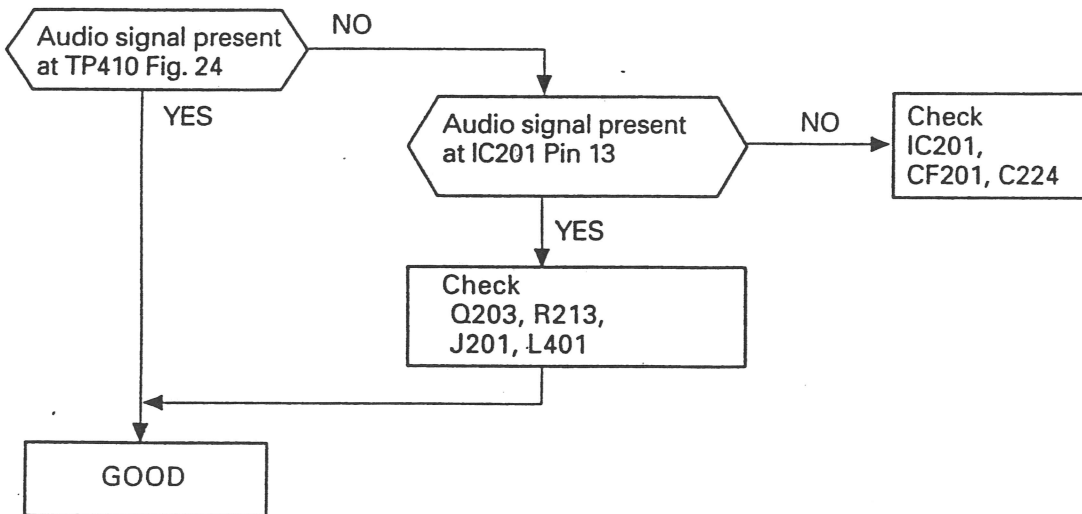 Audio signal present
at TP410 Fig. 24
NO
YES
Audio signal present
at IC201 Pin 13
NO
Check
IC201,
CF201, C224
YES
Check
Q203, R213,
J201, L401
GOOD